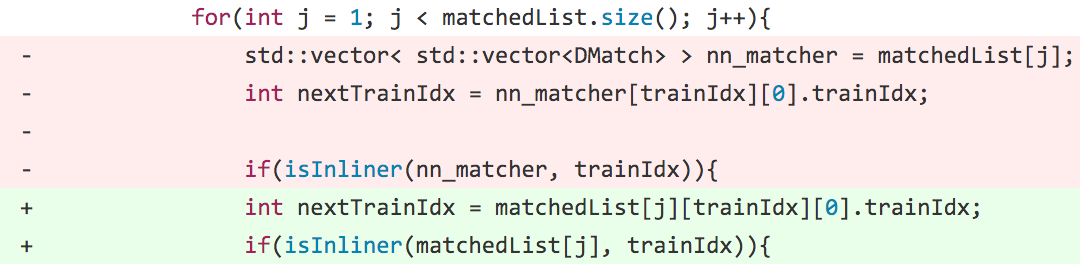 for(int j = 1; j < matchedList.size(); j++){
- std::vector< std::vector<DMatch> > nn_matcher = matchedList[j];
- int nextTrainIdx = nn_matcher[trainIdx][0].trainIdx;
-
- if(isInliner(nn_matcher, trainIdx)){
+ int nextTrainIdx = matchedList[j][trainIdx][0].trainIdx;
+ if(isInliner(matchedList[j], trainIdx)){